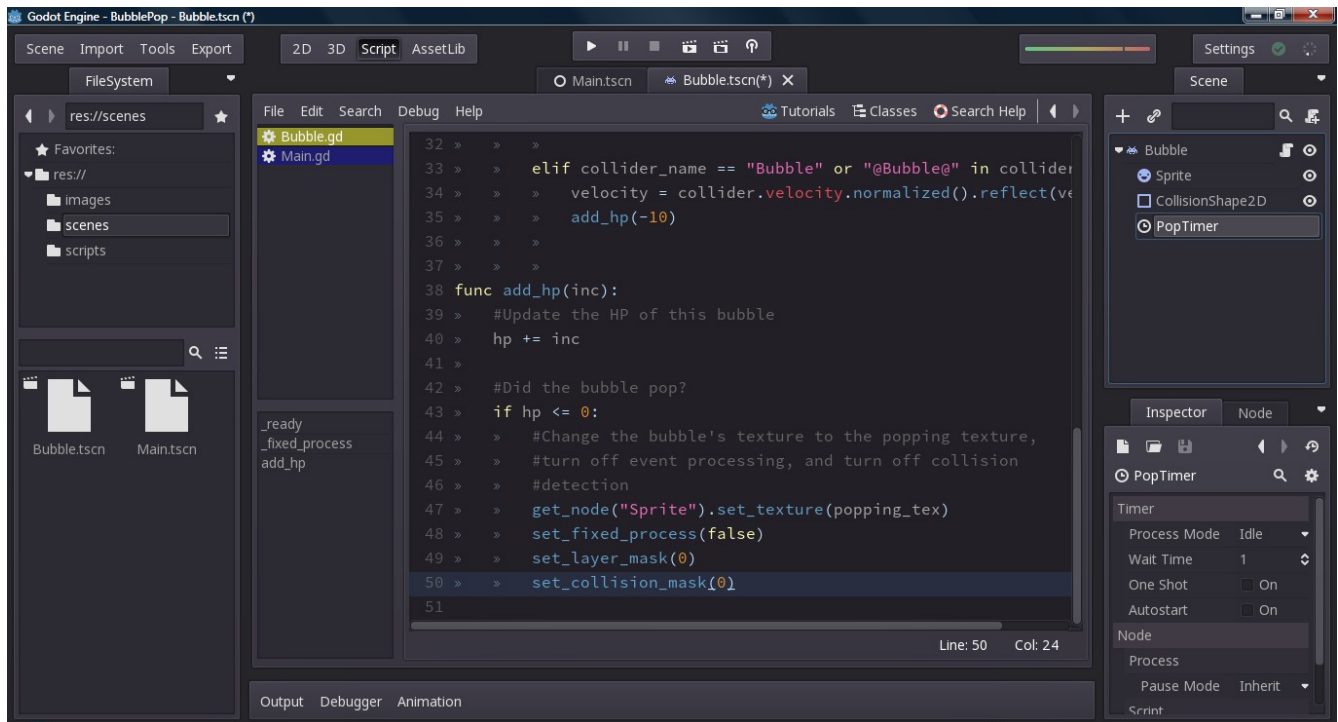 Godot Engine - BubblePop - Bubble.tscn (*)
Scene Import Tools Export
2D 3D Script AssetLib
Settings
FileSystem
Main.tscn
Bubble.tscn(*)
Scene
res://scenes
Favorites:
res://
images
scenes
scripts
Bubble.tscn
Main.tscn
File Edit Search Debug Help
Tutorials Classes Search Help
Bubble.gd
Main.gd
_ready
_fixed_process
add_hp
32 » » »
33 » » elif collider_name == "Bubble" or "@Bubble@" in collider
34 » » » velocity = collider.velocity.normalized().reflect(ve
35 » » » add_hp(-10)
36 » » »
37 » » »
38 func add_hp(inc):
39 » #Update the HP of this bubble
40 » hp += inc
41 »
42 » #Did the bubble pop?
43 » if hp <= 0:
44 » » #Change the bubble's texture to the popping texture,
45 » » #turn off event processing, and turn off collision
46 » » #detection
47 » » get_node("Sprite").set_texture(popping_tex)
48 » » set_fixed_process(false)
49 » » set_layer_mask(0)
50 » » set_collision_mask(0)
51
Line: 50 Col: 24
Output Debugger Animation
Bubble
Sprite
CollisionShape2D
PopTimer
Inspector Node
PopTimer
Timer
Process Mode Idle
Wait Time 1
One Shot On
Autostart On
Node
Process
Pause Mode Inherit
Script